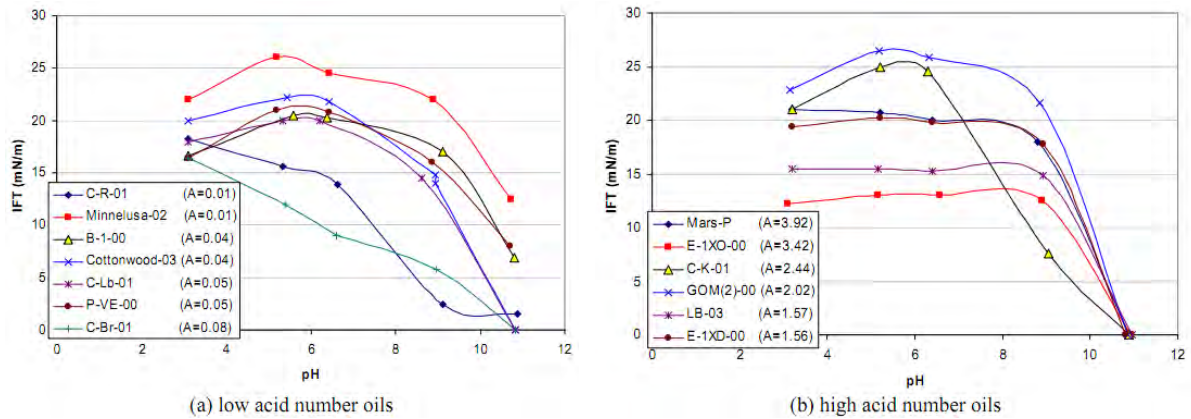 30
25
20
15
10
5
0
IFT (mN/m)
C-R-01 (A=0.01)
Minnelusa-02 (A=0.01)
B-1-00 (A=0.04)
Cottonwood-03 (A=0.04)
C-Lb-01 (A=0.05)
P-VE-00 (A=0.05)
C-Br-01 (A=0.08)
0 2 4 6 8 10 12
pH
(a) low acid number oils
30
25
20
15
10
5
0
IFT (mN/m)
Mars-P (A=3.92)
E-1XO-00 (A=3.42)
C-K-01 (A=2.44)
GOM(2)-00 (A=2.02)
LB-03 (A=1.57)
E-1XD-00 (A=1.56)
0 2 4 6 8 10 12
pH
(b) high acid number oils